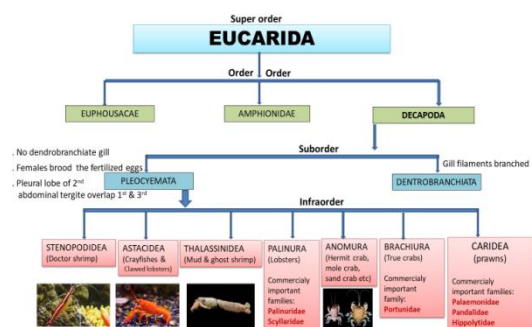 Super order
EUCARIDA
Order Order
EUPHOUSACAE
AMPHIONIDAE
DECAPODA
Suborder
. No dendrobranchiate gill
. Females brood the fertilized eggs
. Pleural lobe of 2nd
abdominal tergite overlap 1st & 3rd
Gill filaments branched
PLEOCYEMATA
DENTROBRANCHIATA
Infraorder
STENOPODIDEA
(Doctor shrimp)
ASTACIDEA
(Crayfishes &
Clawed lobsters)
THALASSINIDEA
(Mud & ghost shrimp)
PALINURA
(Lobsters)
Commercialy
important
families:
Palinuridae
Scyllaridae
ANOMURA
(Hermit crab,
mole crab,
sand crab etc)
BRACHIURA
(True crabs)
Commercialy
important
family:
Portunidae
CARIDEA
(prawns)
Commercialy
important families:
Palaemonidae
Pandalidae
Hippolytidae